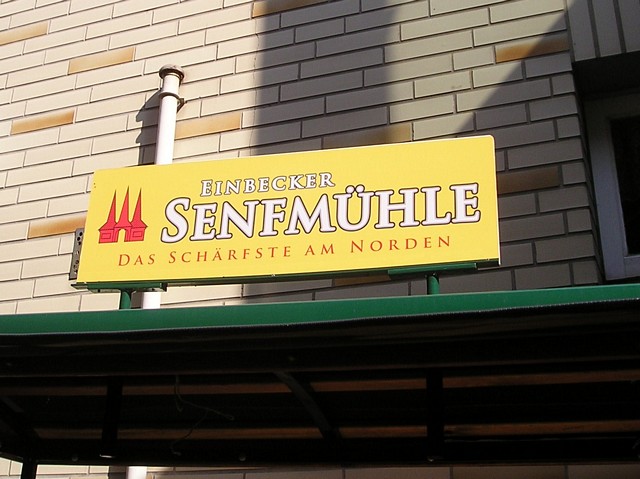 EINBECKER
SENFMÜHLE
DAS SCHÄRFSTE AM NORDEN